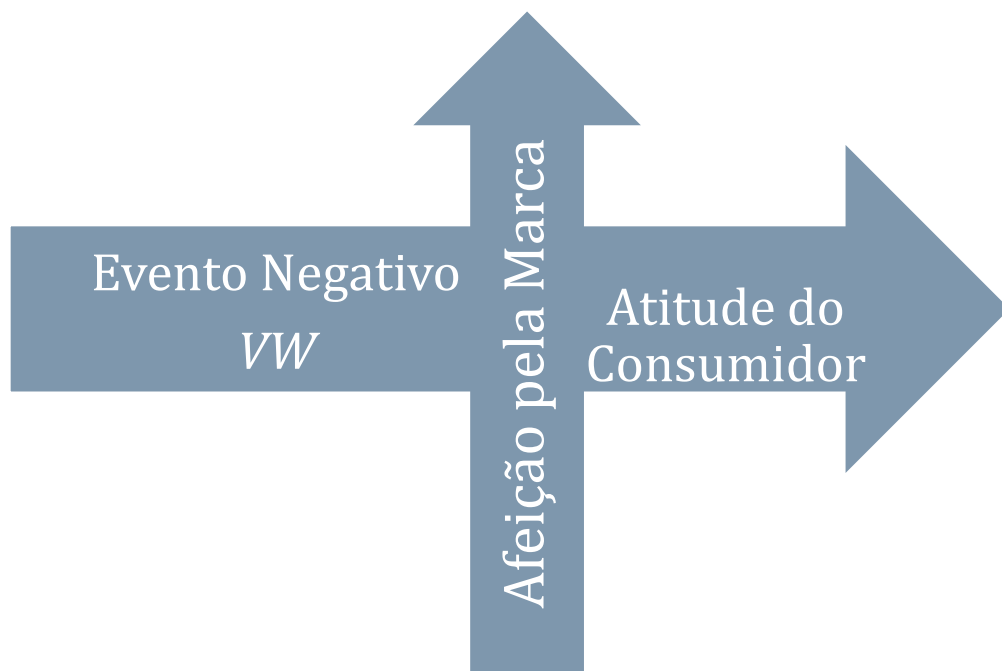 Evento Negativo
VW
Afeição pela Marca
Atitude do
Consumidor